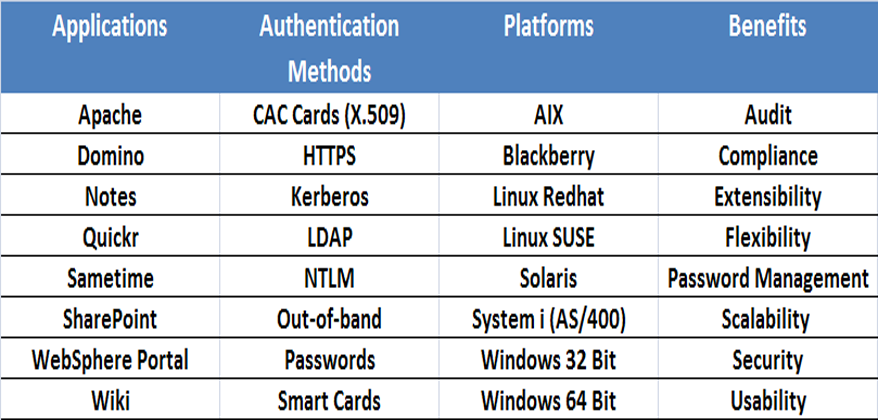 Applications Authentication Methods Platforms Benefits
Apache CAC Cards (X.509) AIX Audit
Domino HTTPS Blackberry Compliance
Notes Kerberos Linux Redhat Extensibility
Quickr LDAP Linux SUSE Flexibility
Sametime NTLM Solaris Password Management
SharePoint Out-of-band System i (AS/400) Scalability
WebSphere Portal Passwords Windows 32 Bit Security
Wiki Smart Cards Windows 64 Bit Usability